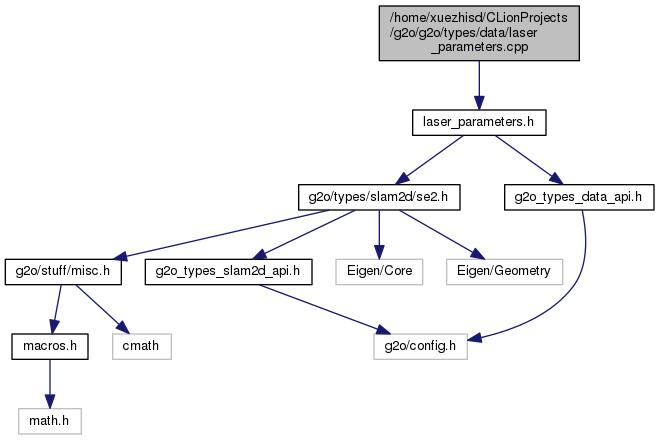 /home/xuezhisd/CLionProjects
/g2o/g2o/types/data/laser
_parameters.cpp
laser_parameters.h
g2o/types/slam2d/se2.h
g2o_types_data_api.h
g2o/stuff/misc.h
g2o_types_slam2d_api.h
Eigen/Core
Eigen/Geometry
macros.h
cmath
g2o/config.h
math.h